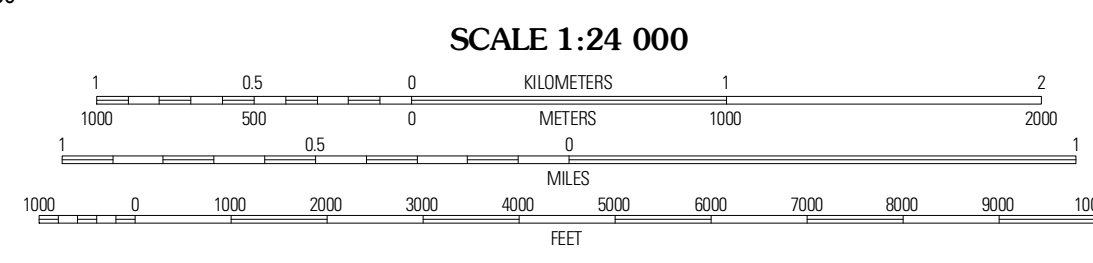 SCALE 1:24 000
1 0.5 0 KILOMETERS 1 2
1000 500 0 METERS 1000 2000
1 0.5 0 1
MILES
1000 0 1000 2000 3000 4000 5000 6000 7000 8000 9000
FEET